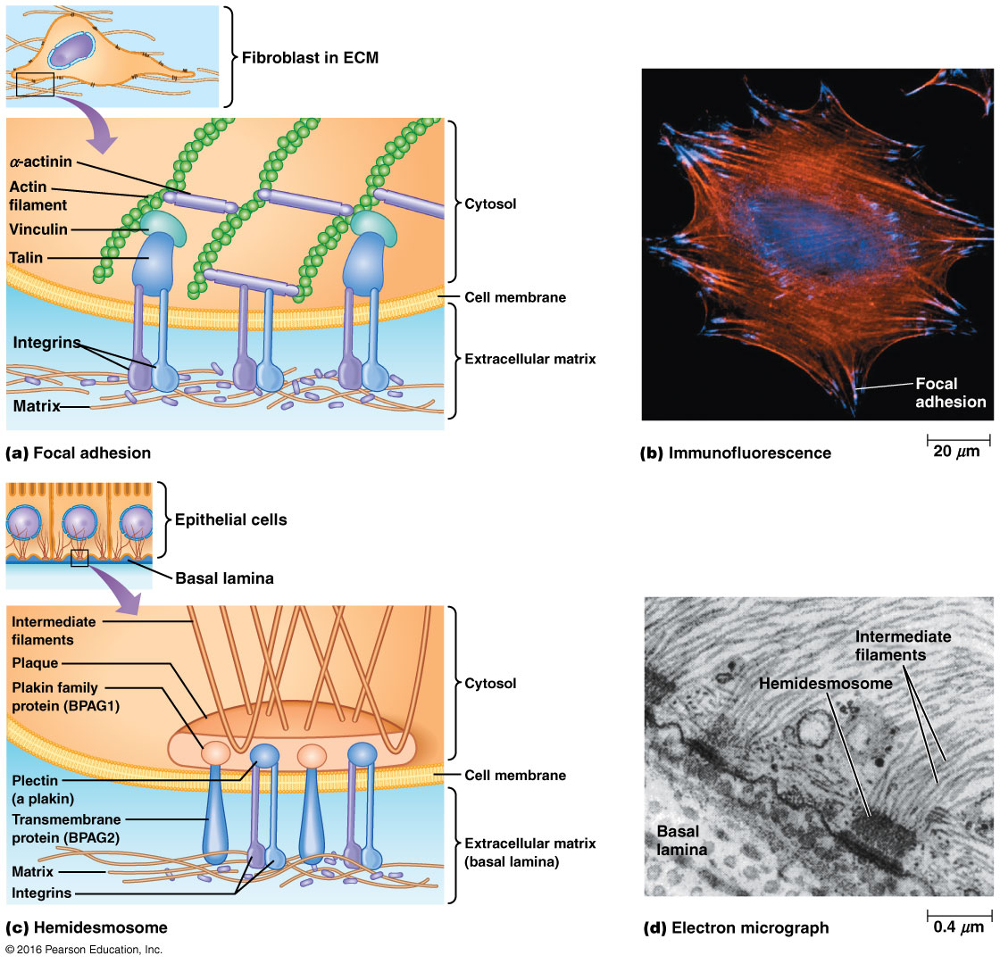 Fibroblast in ECM
α-actinin
Actin
filament
Vinculin
Talin
Integrins
Matrix
Cytosol
Cell membrane
Extracellular matrix
(a) Focal adhesion
Focal
adhesion
(b) Immunofluorescence
20 μm
Epithelial cells
Basal lamina
Intermediate
filaments
Plaque
Plakin family
protein (BPAG1)
Plectin
(a plakin)
Transmembrane
protein (BPAG2)
Matrix
Integrins
Cytosol
Cell membrane
Extracellular matrix
(basal lamina)
(c) Hemidesmosome
Intermediate
filaments
Hemidesmosome
Basal
lamina
(d) Electron micrograph
0.4 μm
© 2016 Pearson Education, Inc.